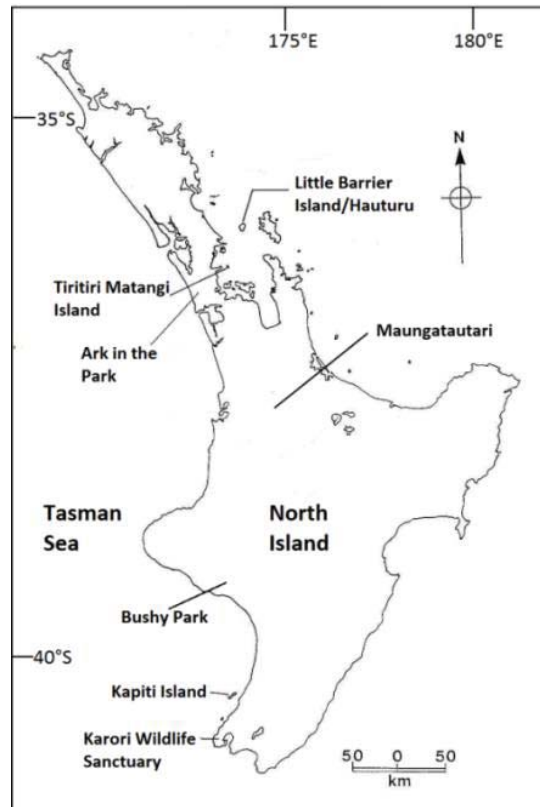 175°E
180°E
35°S
N
Little Barrier
Island/Hauturu
Tiritiri Matangi
Island
Maungatautari
Ark in the
Park
Tasman
Sea
North
Island
Bushy Park
40°S
Kapiti Island
Karori Wildlife
Sanctuary
50 0 50
km